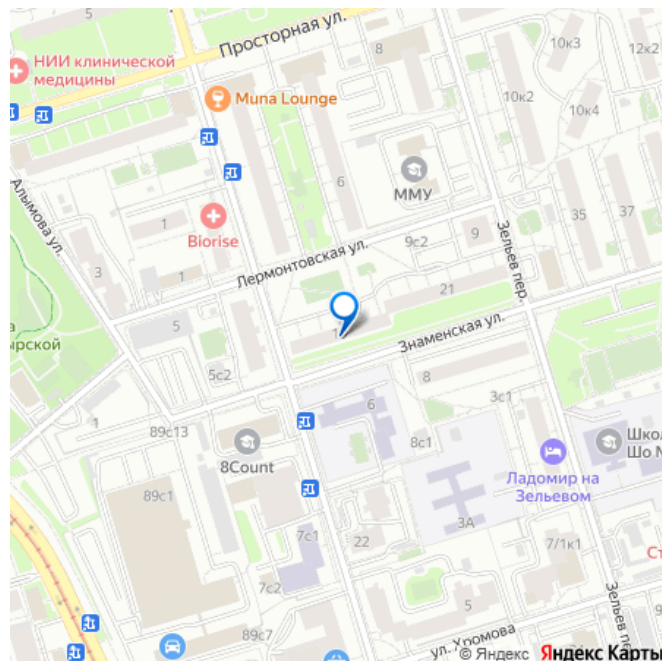 Просторная ул.
8
10к3
12к2
НИИ клинической
медицины
Muna Lounge
10к2
10к4
6
ММУ
Алымова ул.
1
Biorise
Зельев пер.
35
37
9с2
9
3
1
Лермонтовская ул.
21
5
Знаменская ул.
5с2
8
3с1
6
1
89с13
8Count
8с1
Ладомир на
Зельевом
89с1
3А
7с1
22
7/1к1
7с2
5
89с7
ул. Хромова
Зельев пер.
© Яндекс Яндекс Карты